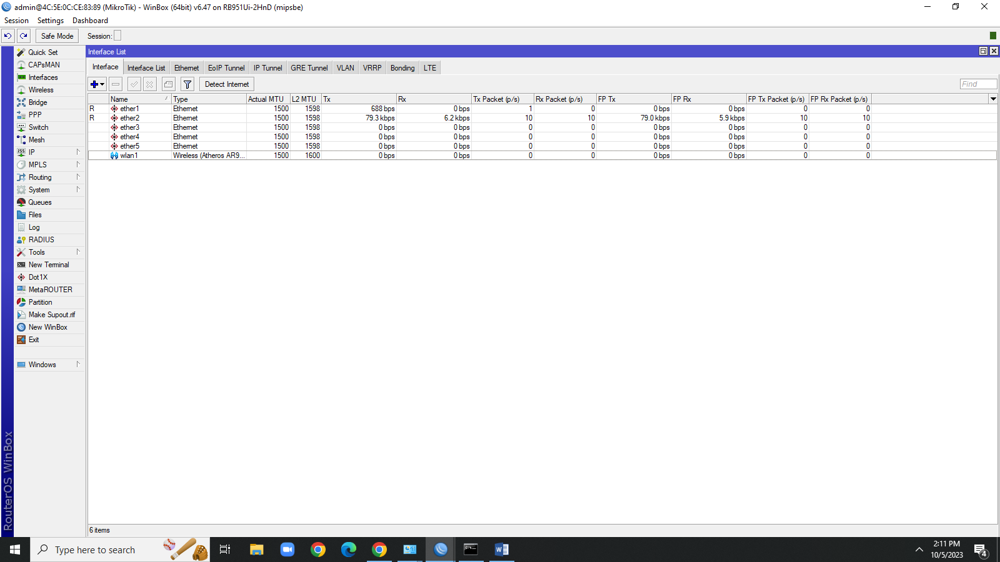 admin@4C:5E:0C:CE:83:89 (MikroTik) - WinBox (64bit) v6.47 on RB951Ui-2HnD (mipsbe)
Session Settings Dashboard
Safe Mode Session:
Quick Set
CAPsMAN
Interfaces
Wireless
Bridge
PPP
Switch
Mesh
IP
MPLS
Routing
System
Queues
Files
Log
RADIUS
Tools
New Terminal
Dot1X
MetaROUTER
Partition
Make Supout.rif
New WinBox
Exit
Windows
RouterOS WinBox
Interface List
Interface Interface List Ethernet EoIP Tunnel IP Tunnel GRE Tunnel VLAN VRRP Bonding LTE
Detect Internet Find
Name Type Actual MTU L2 MTU Tx Rx Tx Packet (p/s) Rx Packet (p/s) FP Tx FP Rx FP Tx Packet (p/s) FP Rx Packet (p/s)
R ether1 Ethernet 1500 1598 688 bps 0 bps 1 0 0 bps 0 bps 0 0
R ether2 Ethernet 1500 1598 79.3 kbps 6.2 kbps 10 10 79.0 kbps 5.9 kbps 10 10
ether3 Ethernet 1500 1598 0 bps 0 bps 0 0 0 bps 0 bps 0 0
ether4 Ethernet 1500 1598 0 bps 0 bps 0 0 0 bps 0 bps 0 0
ether5 Ethernet 1500 1598 0 bps 0 bps 0 0 0 bps 0 bps 0 0
wlan1 Wireless (Atheros AR9... 1500 1600 0 bps 0 bps 0 0 0 bps 0 bps 0 0
6 items
Type here to search
2:11 PM
10/5/2023
4